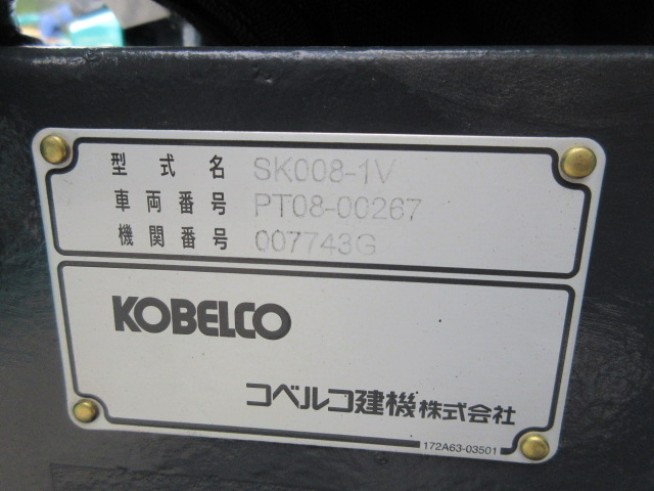 型式名 SK008-1V
車両番号 PT08-00267
機関番号 007743G
KOBELCO
コベルコ建機株式会社
172A63-03501